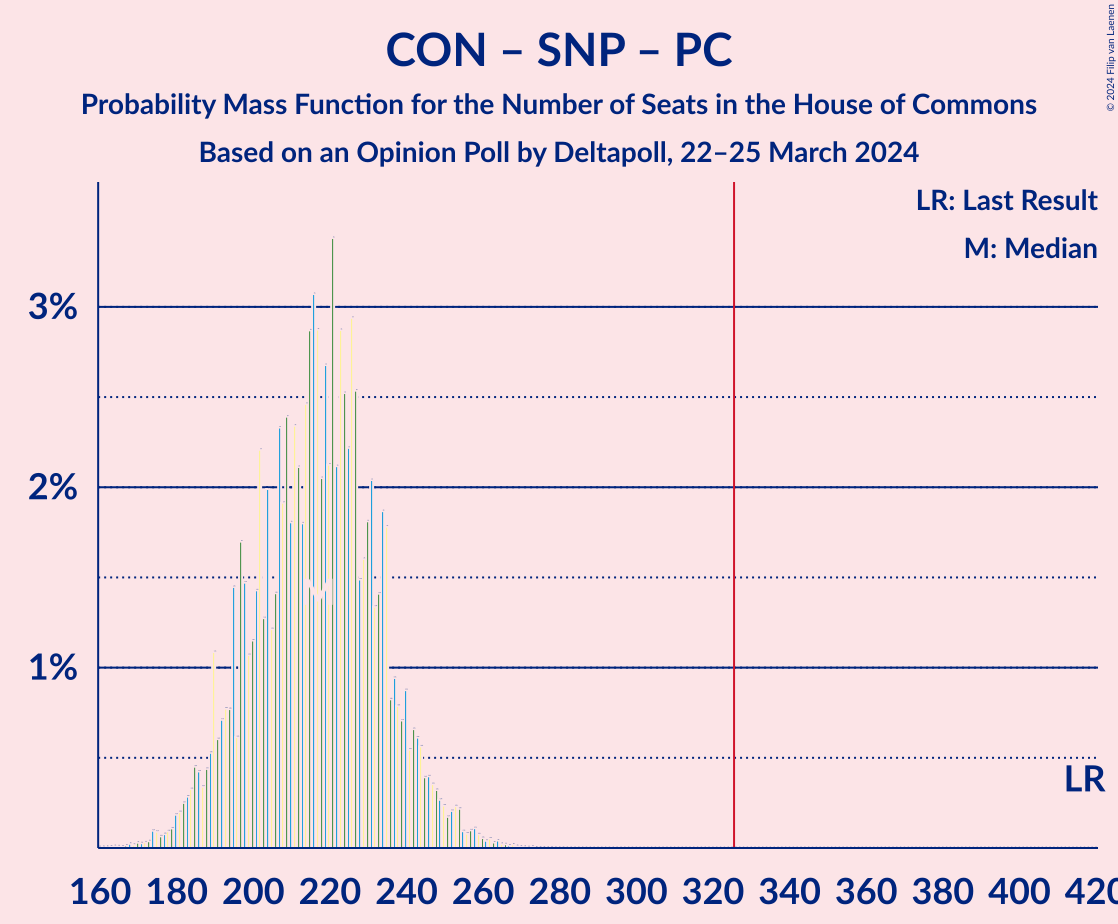 CON – SNP – PC
Probability Mass Function for the Number of Seats in the House of Commons
Based on an Opinion Poll by Deltapoll, 22–25 March 2024
© 2024 Filip van Laenen
LR: Last Result
M: Median
3%
2%
1%
LR
160 180 200 220 240 260 280 300 320 340 360 380 400 420